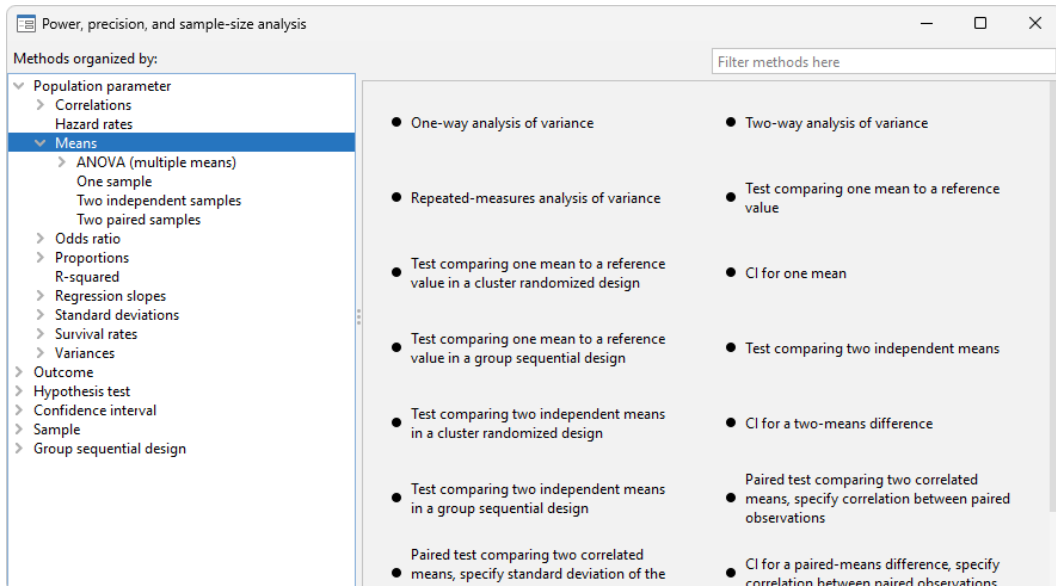 Power, precision, and sample-size analysis
Methods organized by:
Filter methods here
Population parameter
Correlations
Hazard rates
Means
ANOVA (multiple means)
One sample
Two independent samples
Two paired samples
Odds ratio
Proportions
R-squared
Regression slopes
Standard deviations
Survival rates
Variances
Outcome
Hypothesis test
Confidence interval
Sample
Group sequential design
One-way analysis of variance
Two-way analysis of variance
Repeated-measures analysis of variance
Test comparing one mean to a reference
value
Test comparing one mean to a reference
value in a cluster randomized design
CI for one mean
Test comparing one mean to a reference
value in a group sequential design
Test comparing two independent means
Test comparing two independent means
in a cluster randomized design
CI for a two-means difference
Test comparing two independent means
in a group sequential design
Paired test comparing two correlated
means, specify correlation between paired
observations
Paired test comparing two correlated
means, specify standard deviation of the
CI for a paired-means difference, specify
correlation between paired observations